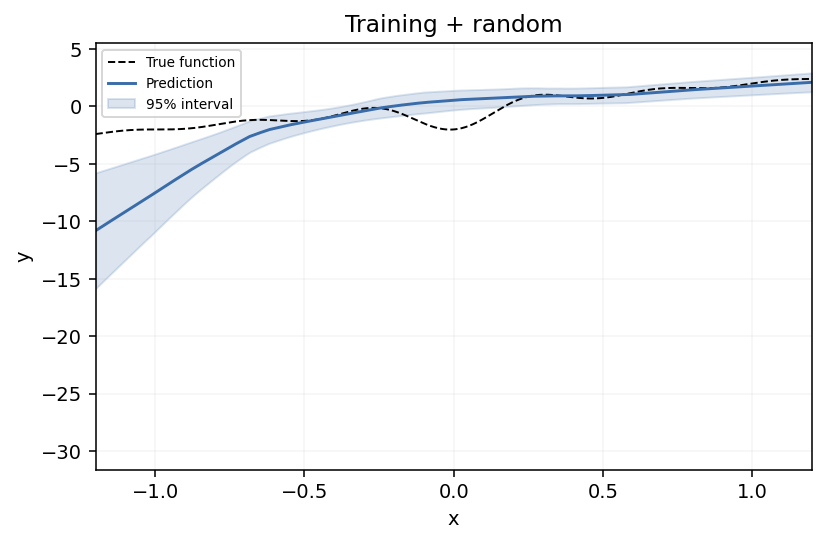 Training + random
True function
Prediction
95% interval
y
5
0
−5
−10
−15
−20
−25
−30
−1.0 −0.5 0.0 0.5 1.0
x